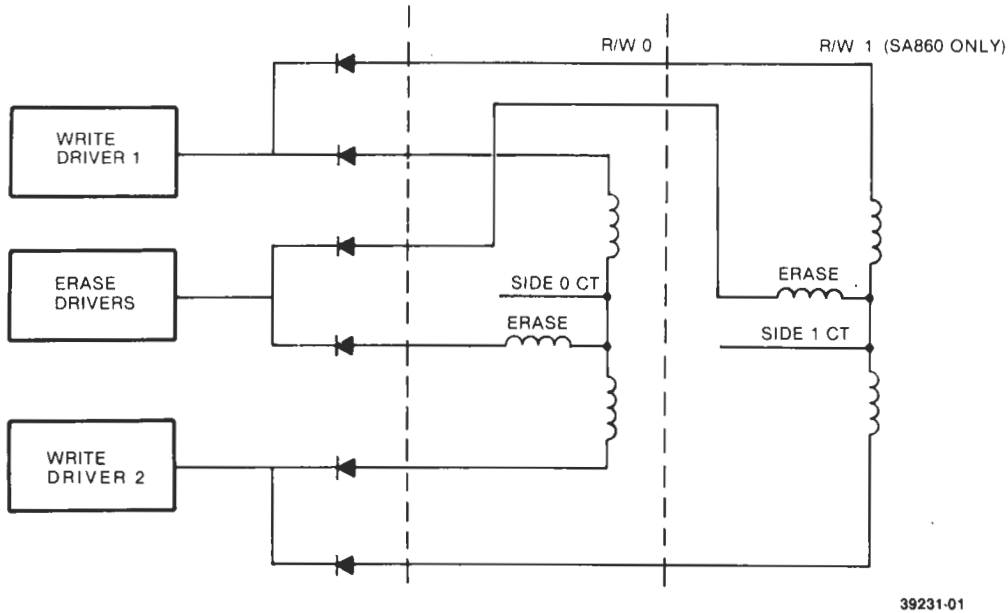 R/W 0
R/W 1 (SA860 ONLY)
WRITE
DRIVER 1
ERASE
DRIVERS
SIDE 0 CT
ERASE
ERASE
SIDE 1 CT
WRITE
DRIVER 2
39231-01